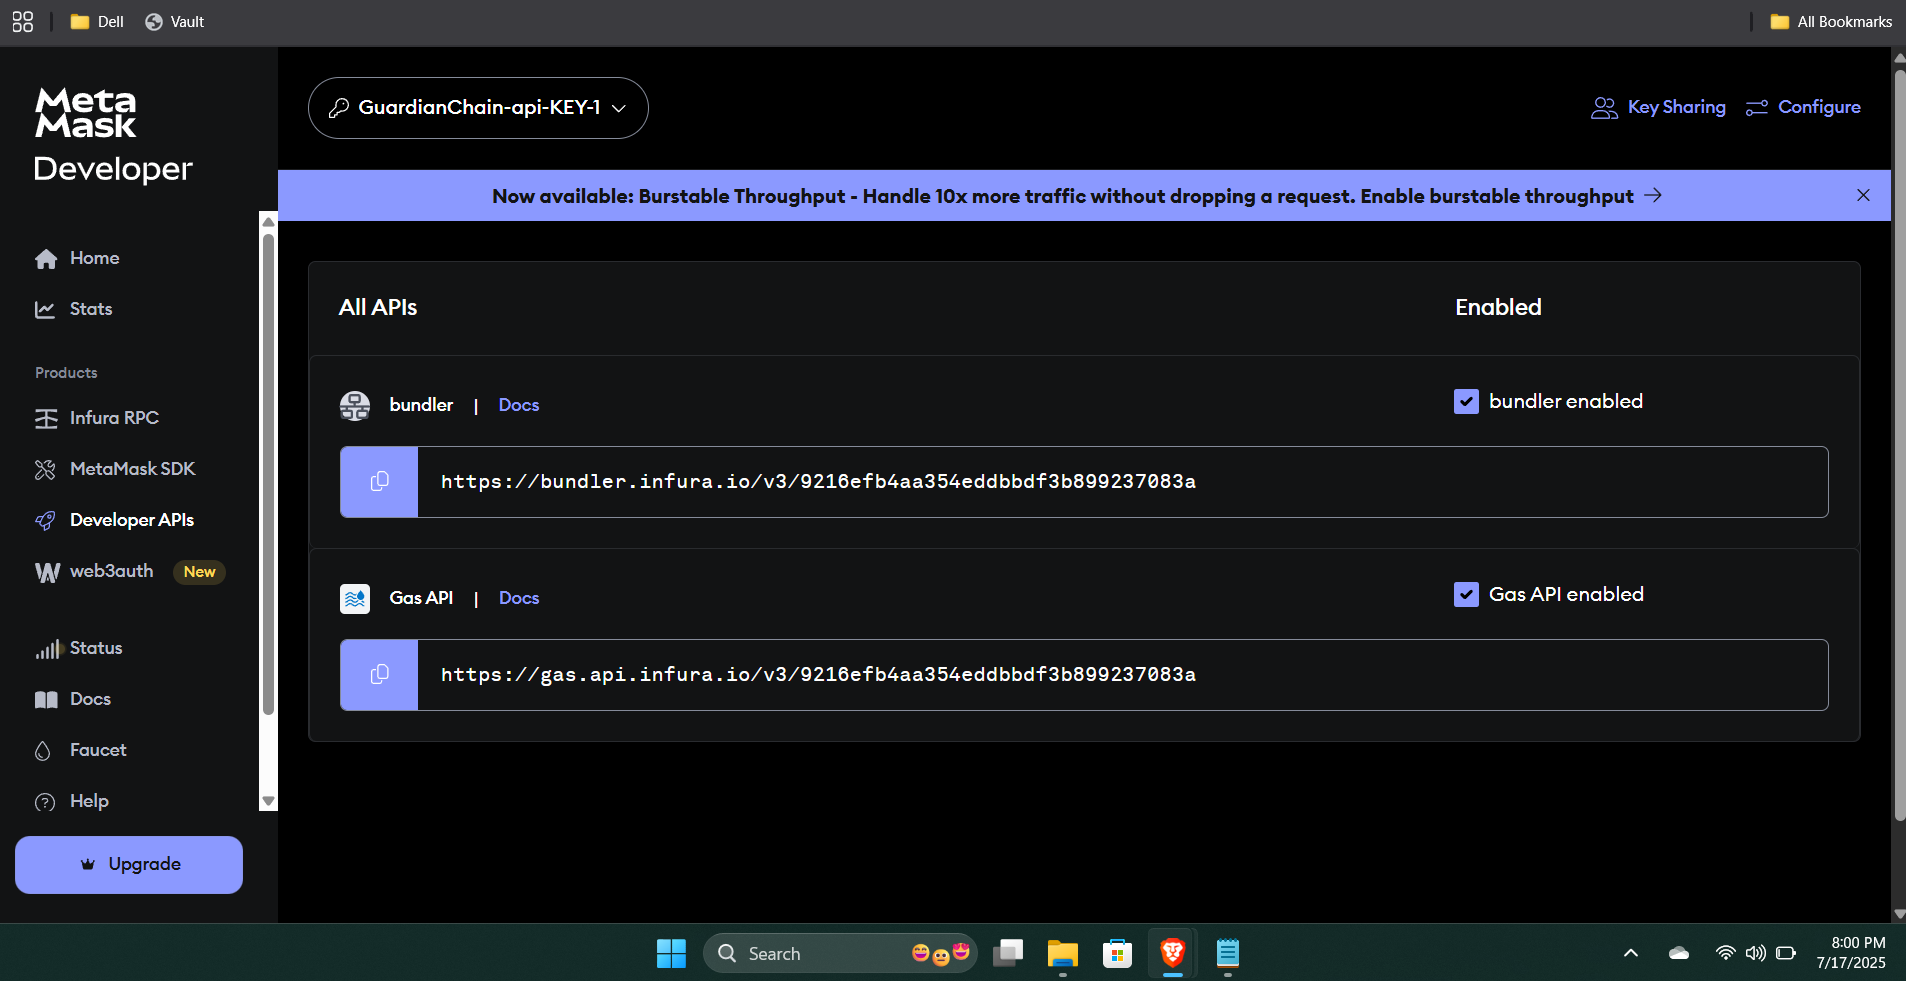 Dell
Vault
All Bookmarks
Meta
Mask
Developer
GuardianChain-api-KEY-1
Key Sharing
Configure
Now available: Burstable Throughput - Handle 10x more traffic without dropping a request. Enable burstable throughput →
Home
Stats
Products
Infura RPC
MetaMask SDK
Developer APIs
web3auth New
Status
Docs
Faucet
Help
Upgrade
All APIs
Enabled
bundler | Docs
bundler enabled
https://bundler.infura.io/v3/9216efb4aa354eddbbdf3b899237083a
Gas API | Docs
Gas API enabled
https://gas.api.infura.io/v3/9216efb4aa354eddbbdf3b899237083a
Search
8:00 PM
7/17/2025